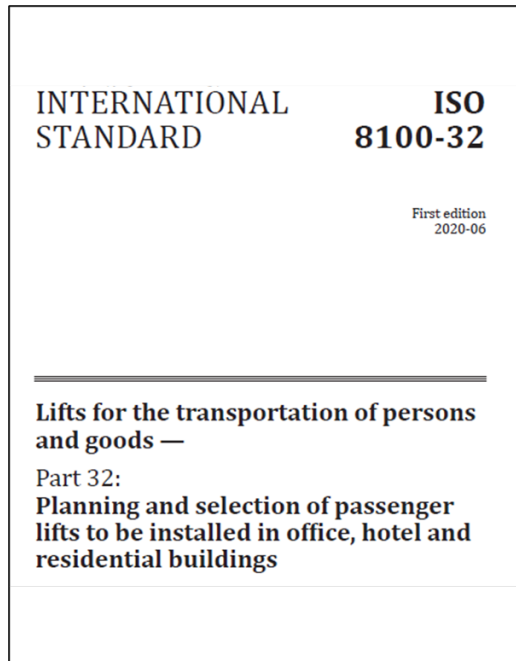 INTERNATIONAL STANDARD
ISO 8100-32
First edition
2020-06
Lifts for the transportation of persons
and goods —
Part 32:
Planning and selection of passenger
lifts to be installed in office, hotel and
residential buildings